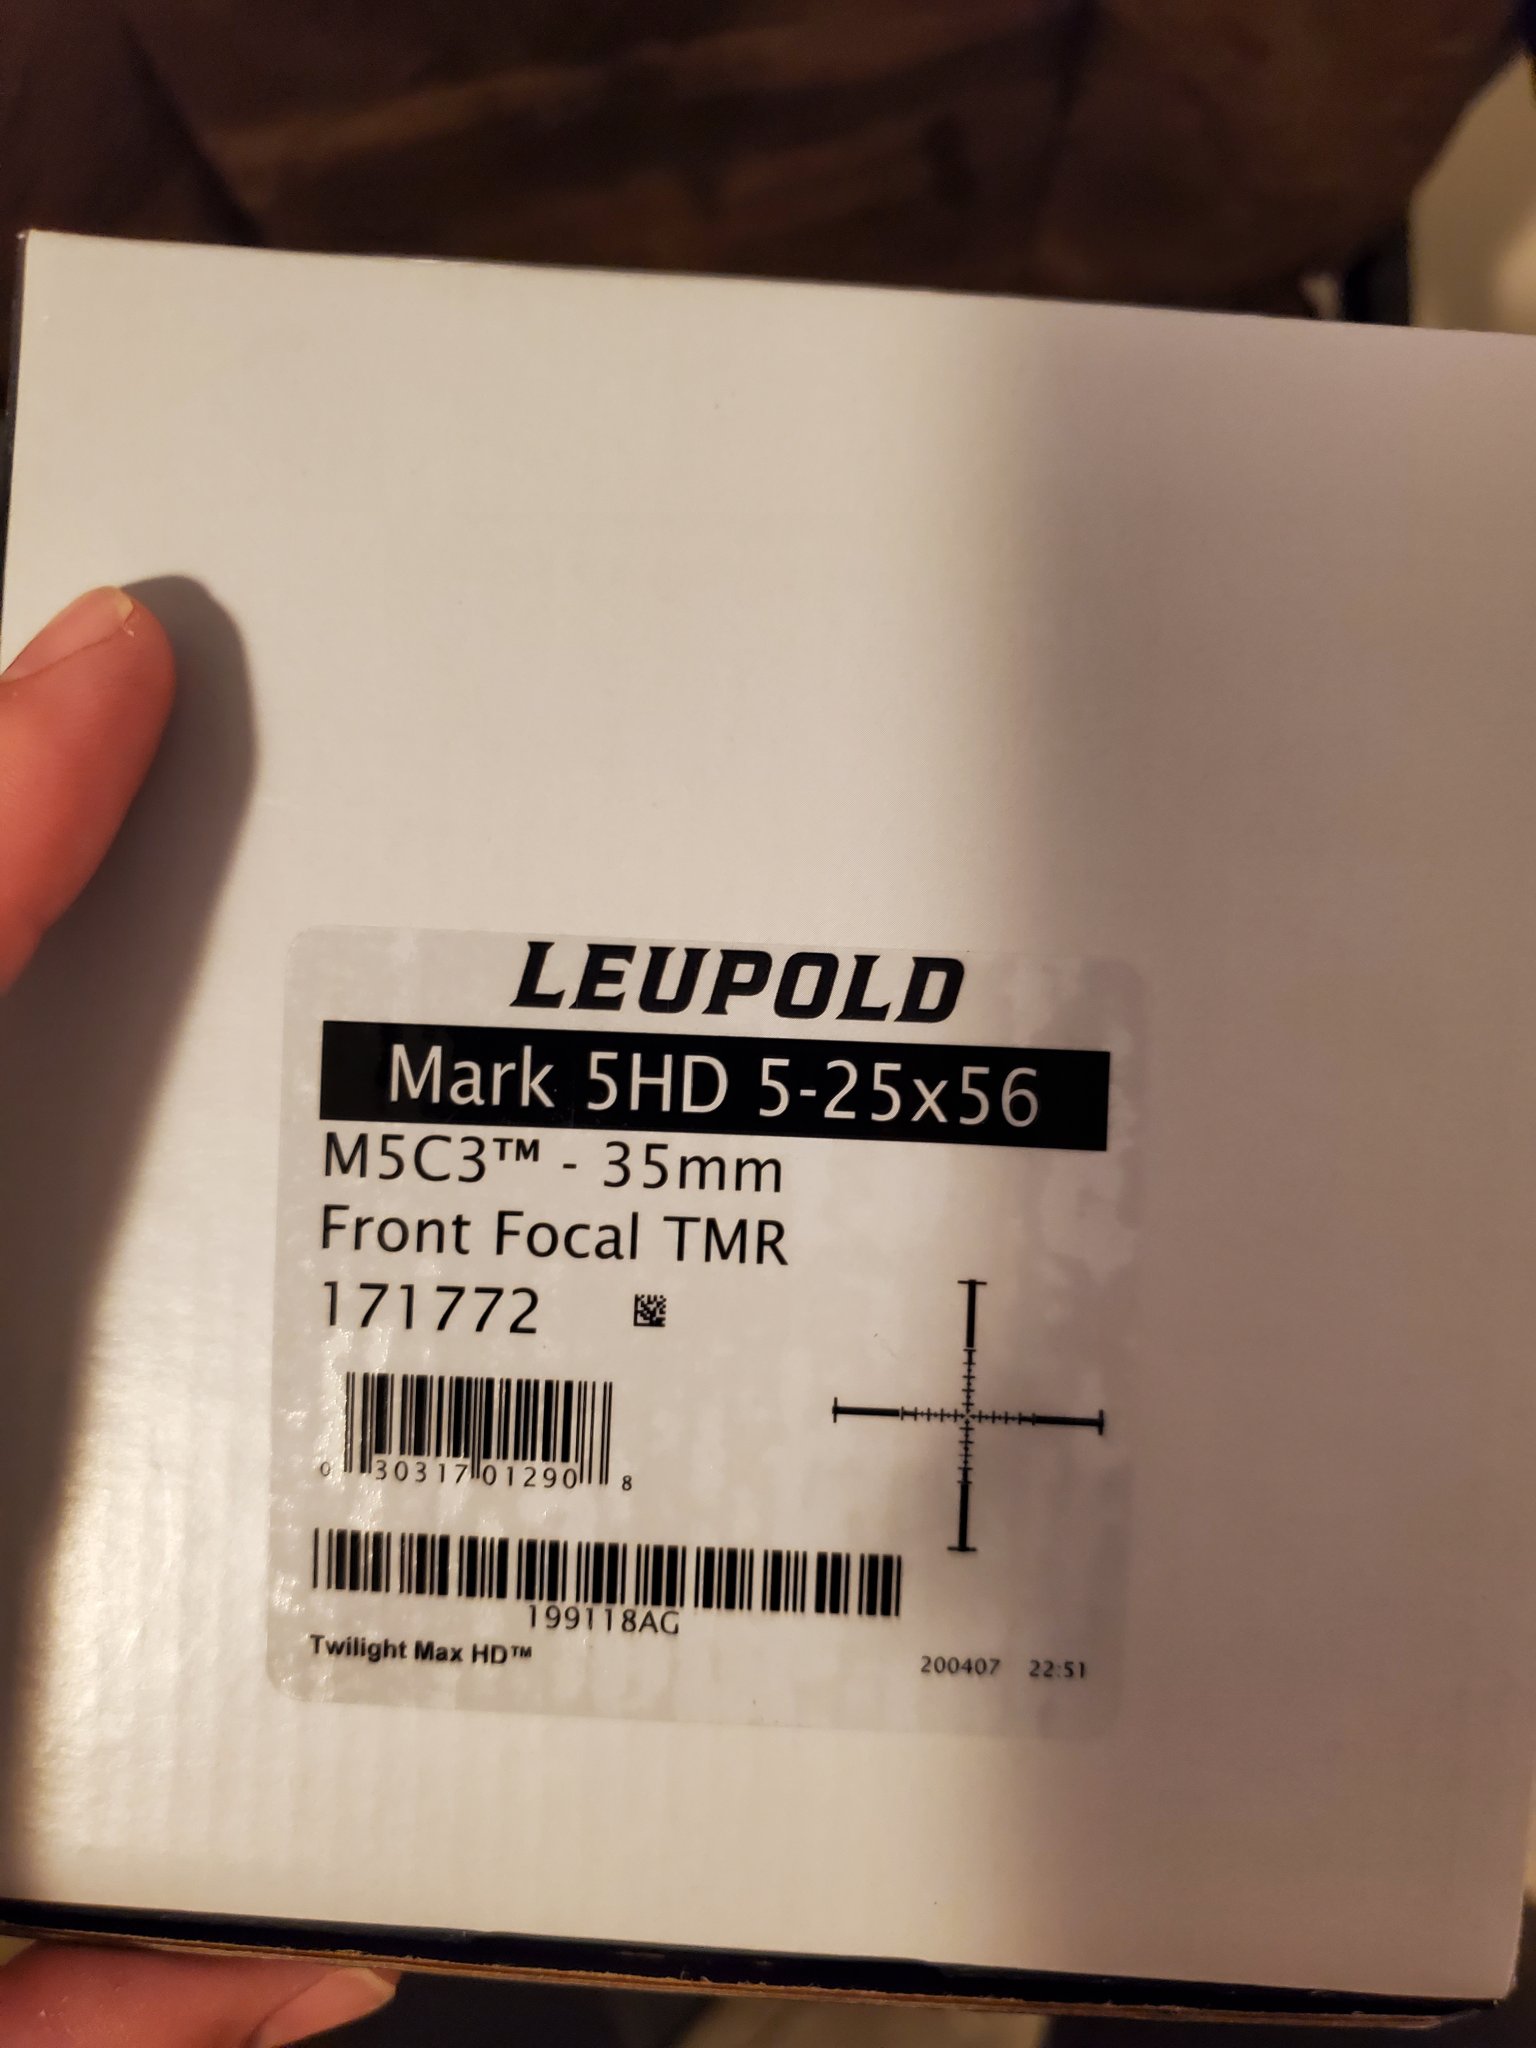 LEUPOLD
Mark 5HD 5-25x56
M5C3™ - 35mm
Front Focal TMR
171772
0 30317 01290 8
199118AG
Twilight Max HD™
200407 22:51